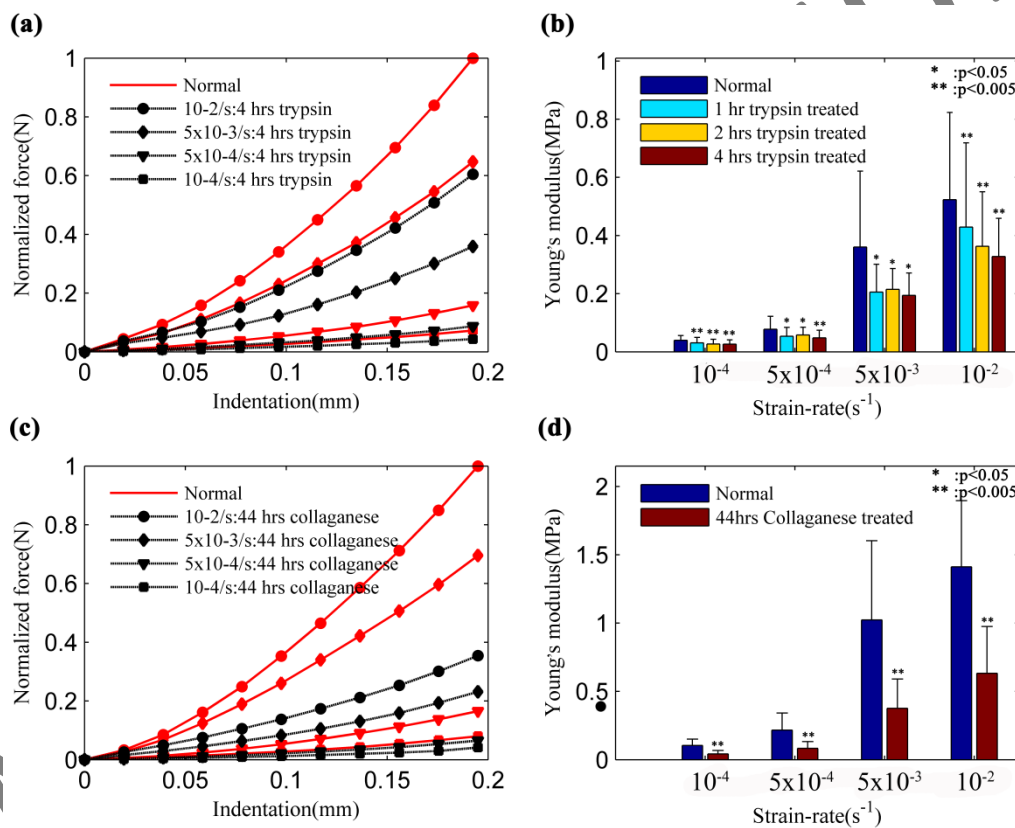 (a)
1
0.8
0.6
0.4
0.2
0
Normalized force(N)
Normal
10-2/s:4 hrs trypsin
5x10-3/s:4 hrs trypsin
5x10-4/s:4 hrs trypsin
10-4/s:4 hrs trypsin
0 0.05 0.1 0.15 0.2
Indentation(mm)
(b)
1
0.8
0.6
0.4
0.2
0
Young's modulus(MPa)
Normal
1 hr trypsin treated
2 hrs trypsin treated
4 hrs trypsin treated
* :p<0.05
** :p<0.005
** ** **
* * **
* * *
** ** **
10⁻⁴ 5x10⁻⁴ 5x10⁻³ 10⁻²
Strain-rate(s⁻¹)
(c)
1
0.8
0.6
0.4
0.2
0
Normalized force(N)
Normal
10-2/s:44 hrs collaganese
5x10-3/s:44 hrs collaganese
5x10-4/s:44 hrs collaganese
10-4/s:44 hrs collaganese
0 0.05 0.1 0.15 0.2
Indentation(mm)
(d)
2
1.5
1
0.5
0
Young's modulus(MPa)
Normal
44hrs Collaganese treated
* :p<0.05
** :p<0.005
** ** ** **
10⁻⁴ 5x10⁻⁴ 5x10⁻³ 10⁻²
Strain-rate(s⁻¹)